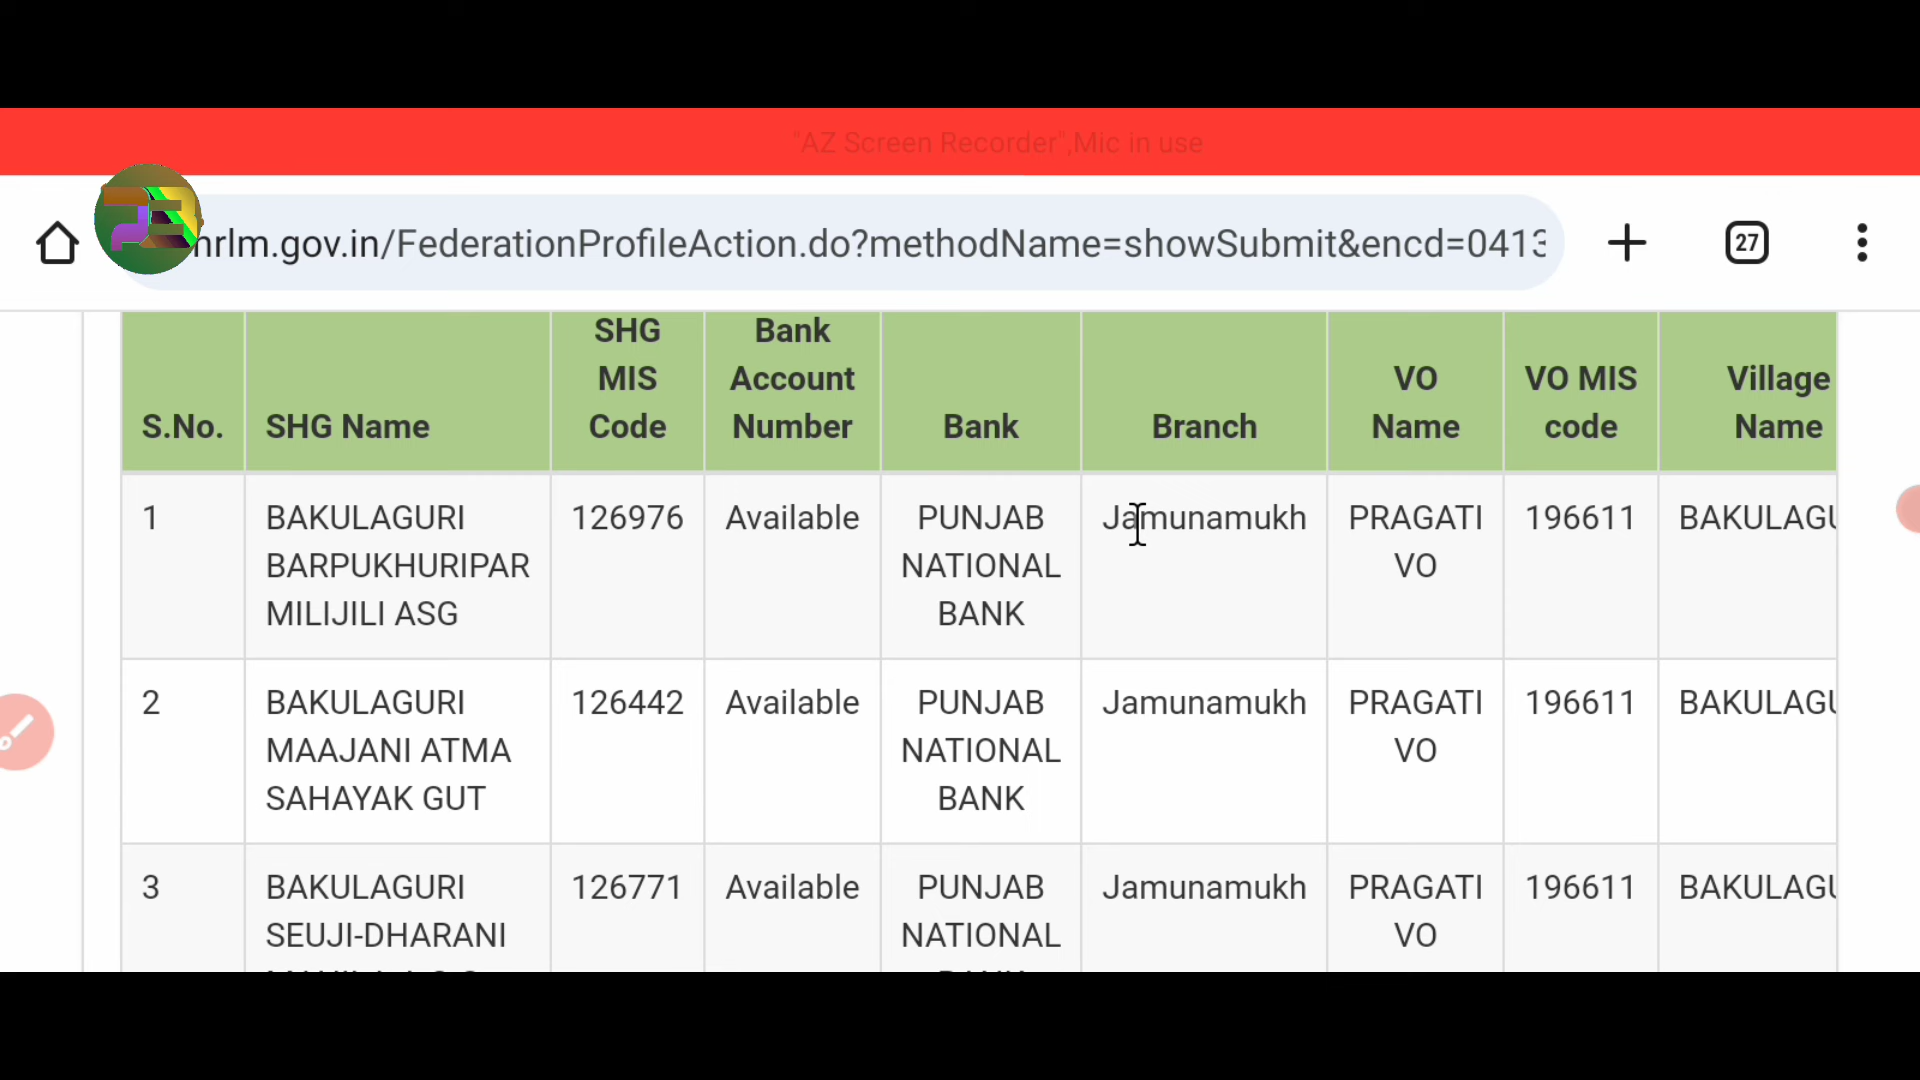 "AZ Screen Recorder",Mic in use
nrlm.gov.in/FederationProfileAction.do?methodName=showSubmit&encd=0413
27
S.No.
SHG Name
SHG
MIS
Code
Bank
Account
Number
Bank
Branch
VO
Name
VO MIS
code
Village
Name
1
BAKULAGURI
BARPUKHURIPAR
MILIJILI ASG
126976
Available
PUNJAB
NATIONAL
BANK
Jamunamukh
PRAGATI
VO
196611
BAKULAGU
2
BAKULAGURI
MAAJANI ATMA
SAHAYAK GUT
126442
Available
PUNJAB
NATIONAL
BANK
Jamunamukh
PRAGATI
VO
196611
BAKULAGU
3
BAKULAGURI
SEUJI-DHARANI
126771
Available
PUNJAB
NATIONAL
Jamunamukh
PRAGATI
VO
196611
BAKULAGU